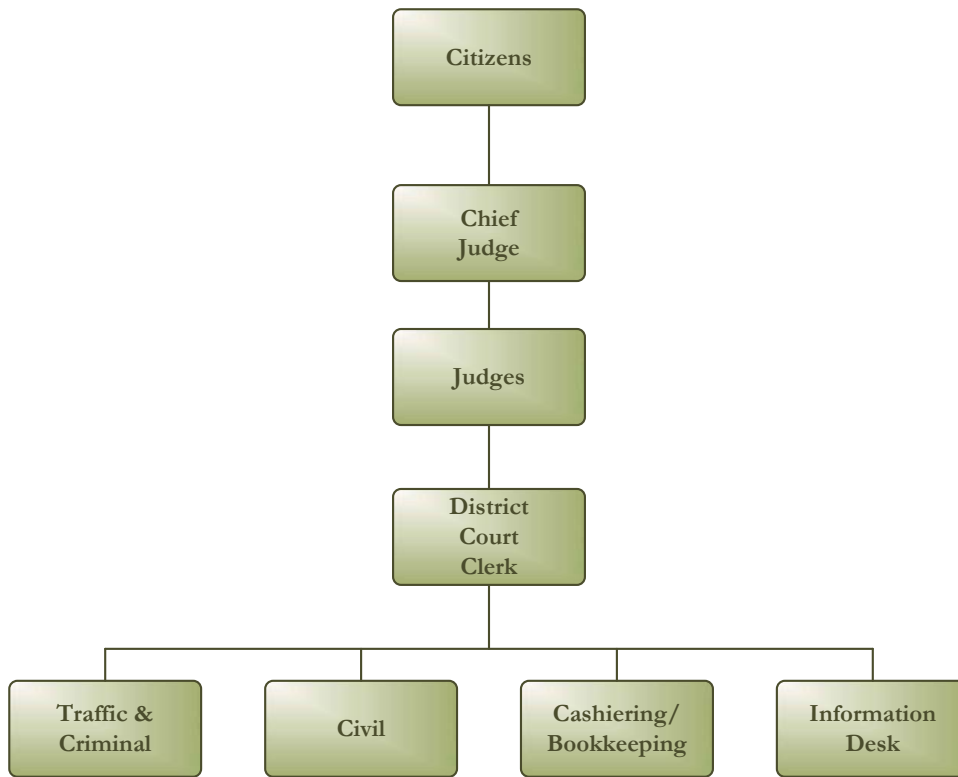 Citizens
Chief
Judge
Judges
District
Court
Clerk
Traffic &
Criminal
Civil
Cashiering/
Bookkeeping
Information
Desk